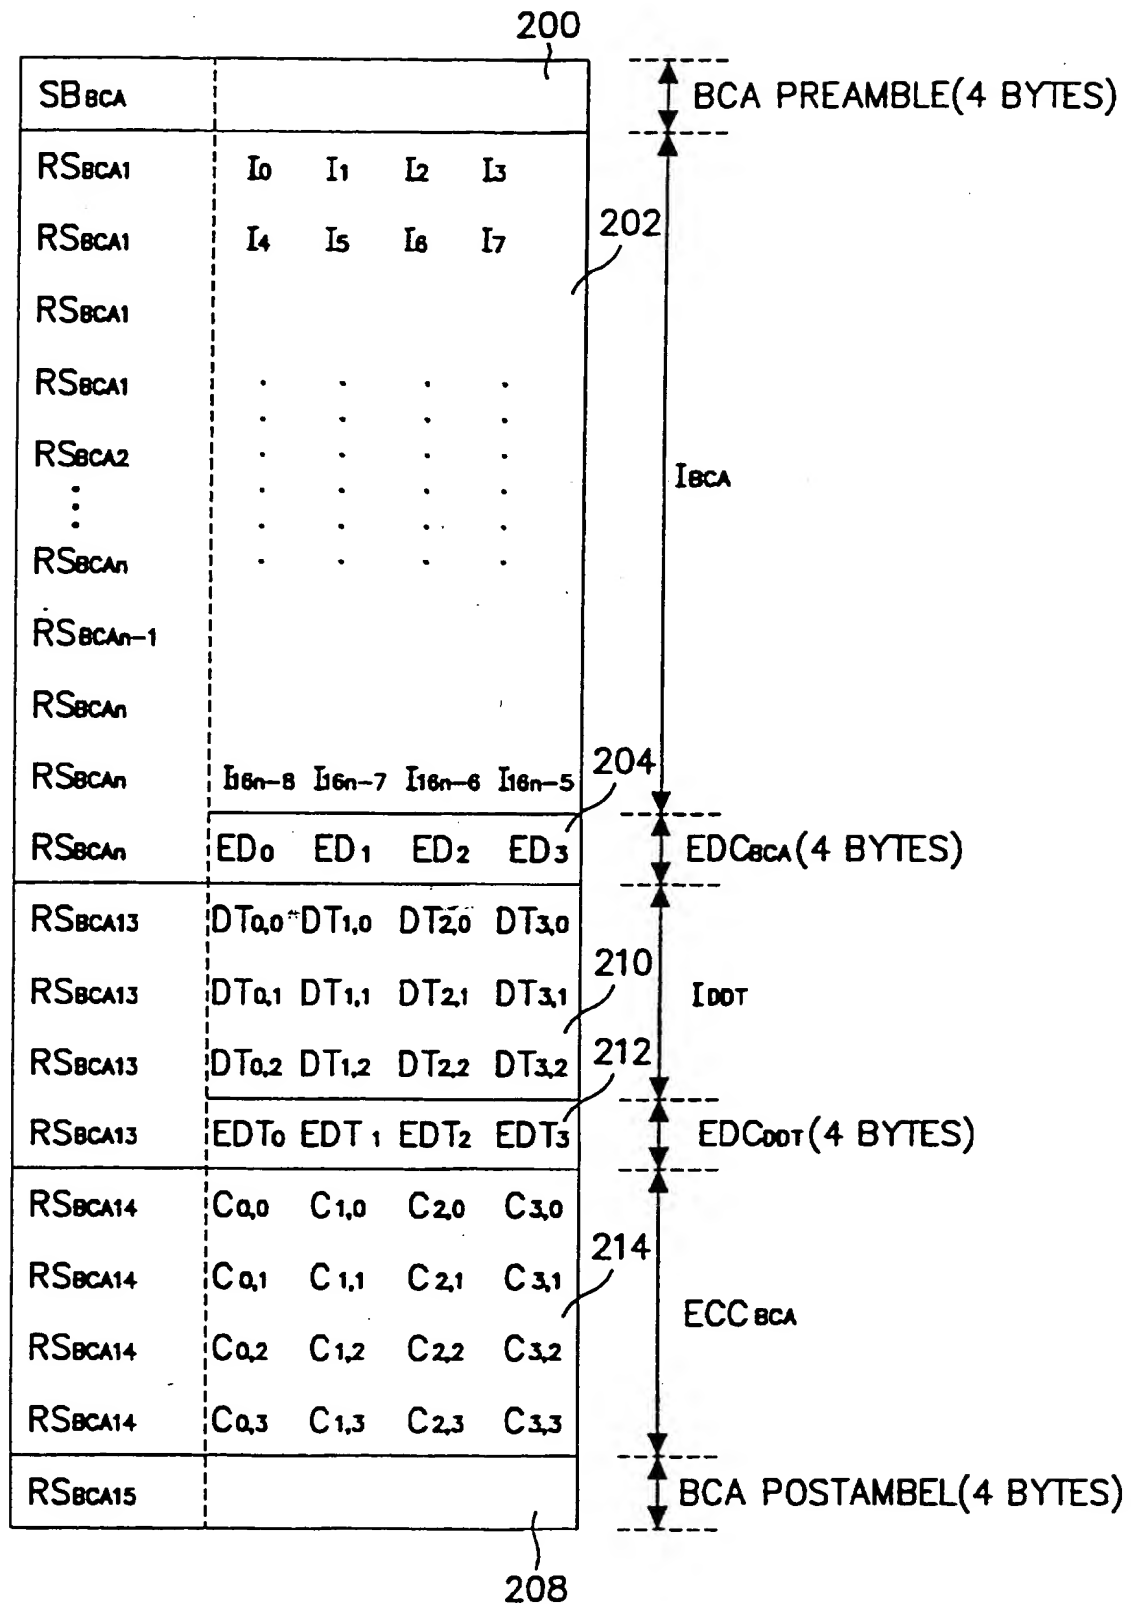 200
SBBCA BCA PREAMBLE(4 BYTES)
RSBCA1 I0 I1 I2 I3
202
RSBCA1 I4 I5 I6 I7
RSBCA1
RSBCA1 . . . .
. . . .
RSBCA2 . . . .
IBCA
. . . .
. . . .
RSBCAn . . . .
RSBCAn-1
RSBCAn
204
RSBCAn I16n-8 I16n-7 I16n-6 I16n-5
RSBCAn ED0 ED1 ED2 ED3 EDCBCA(4 BYTES)
RSBCA13 DT0,0 DT1,0 DT2,0 DT3,0
210
RSBCA13 DT0,1 DT1,1 DT2,1 DT3,1 IDDT
212
RSBCA13 DT0,2 DT1,2 DT2,2 DT3,2
RSBCA13 EDT0 EDT1 EDT2 EDT3 EDCDDT(4 BYTES)
RSBCA14 C0,0 C1,0 C2,0 C3,0
214
RSBCA14 C0,1 C1,1 C2,1 C3,1
ECCBCA
RSBCA14 C0,2 C1,2 C2,2 C3,2
RSBCA14 C0,3 C1,3 C2,3 C3,3
RSBCA15 BCA POSTAMBEL(4 BYTES)
208